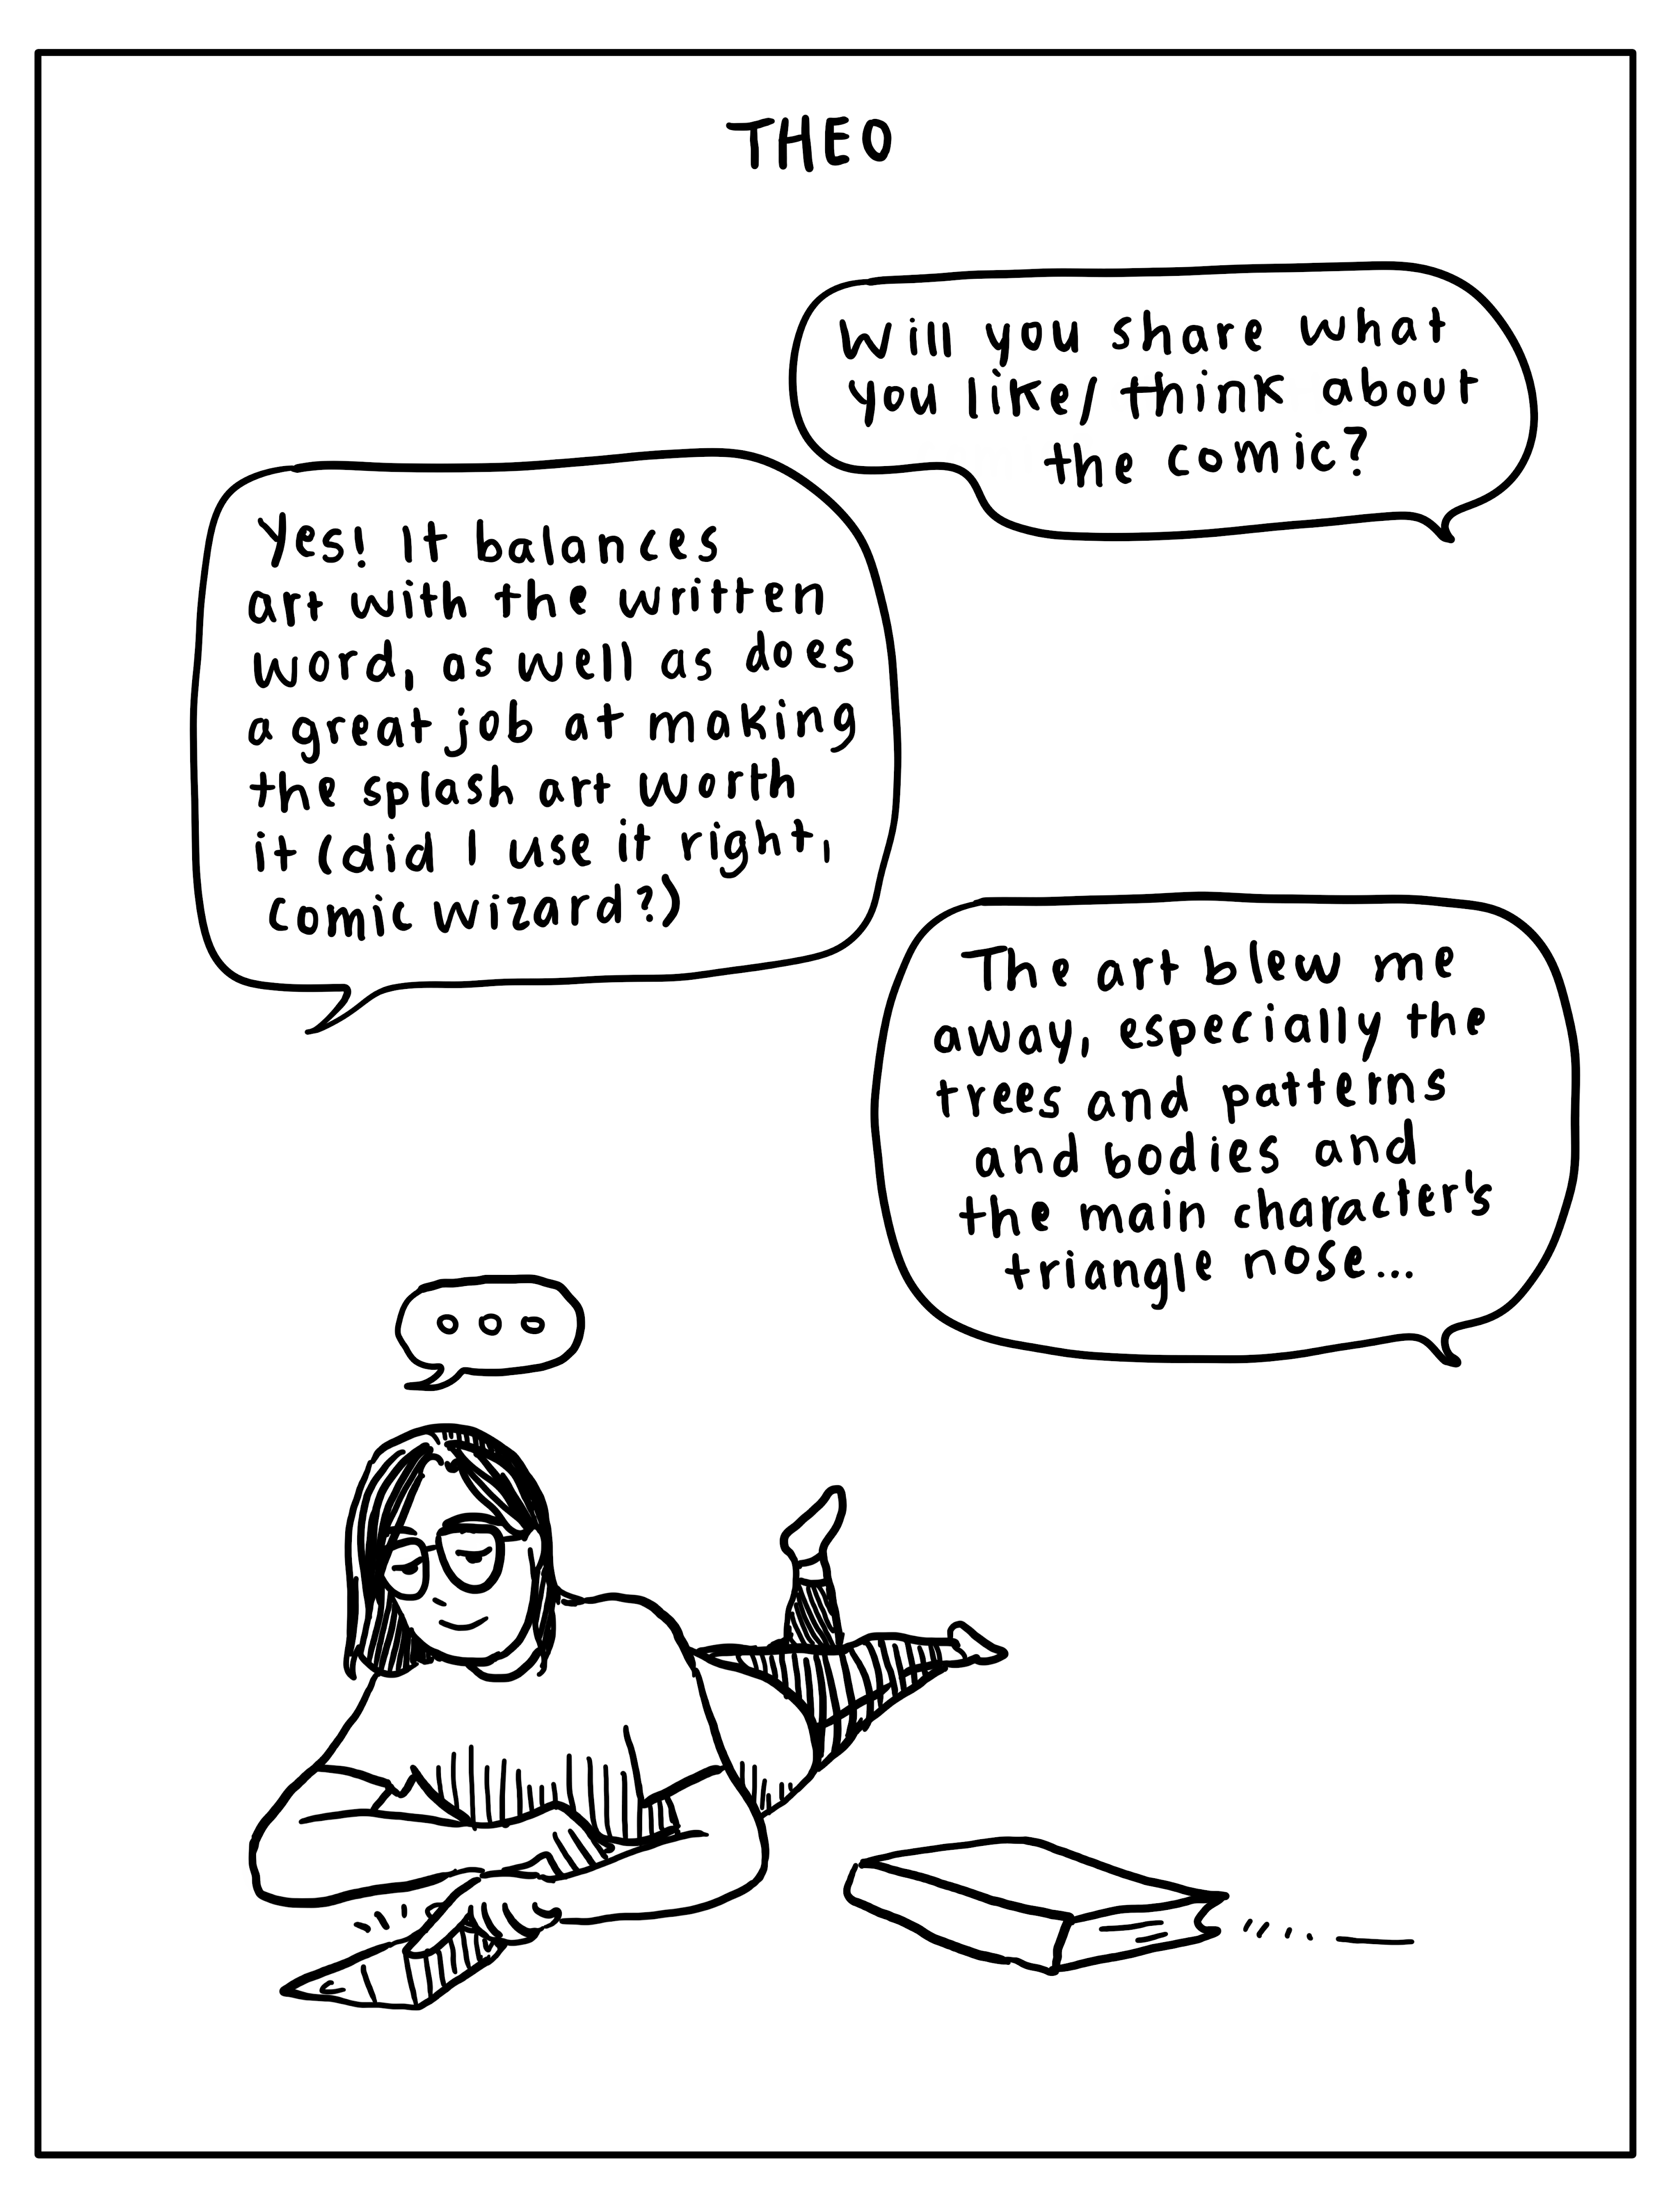 THEO
Will you share what
you like/think about
the comic?
Yes! It balances
art with the written
word, as well as does
a great job at making
the splash art worth
it (did I use it right,
comic wizard?)
The art blew me
away, especially the
trees and patterns
and bodies and
the main character's
triangle nose...
ooo